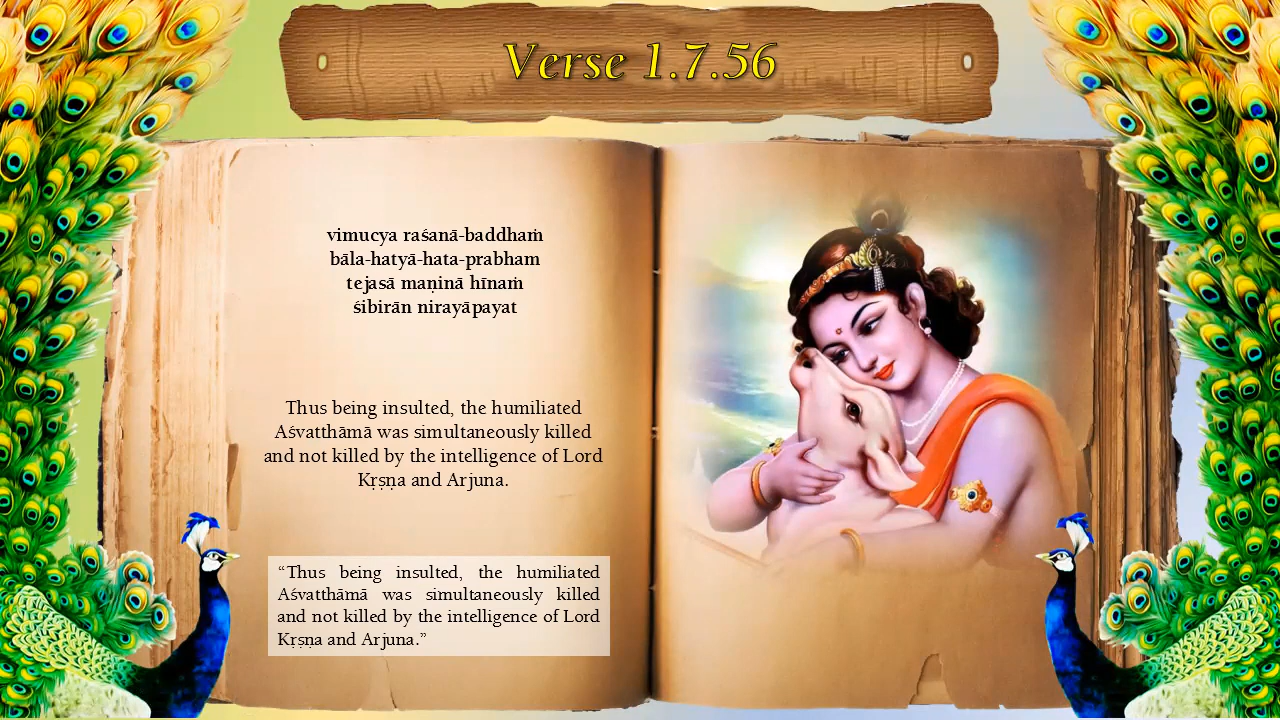 Verse 1.7.56
vimucya raśanā-baddhaṁ
bāla-hatyā-hata-prabham
tejasā maṇinā hīnaṁ
śibirān nirayāpayat
Thus being insulted, the humiliated
Aśvatthāmā was simultaneously killed
and not killed by the intelligence of Lord
Kṛṣṇa and Arjuna.
“Thus being insulted, the humiliated
Aśvatthāmā was simultaneously killed
and not killed by the intelligence of Lord
Kṛṣṇa and Arjuna.”